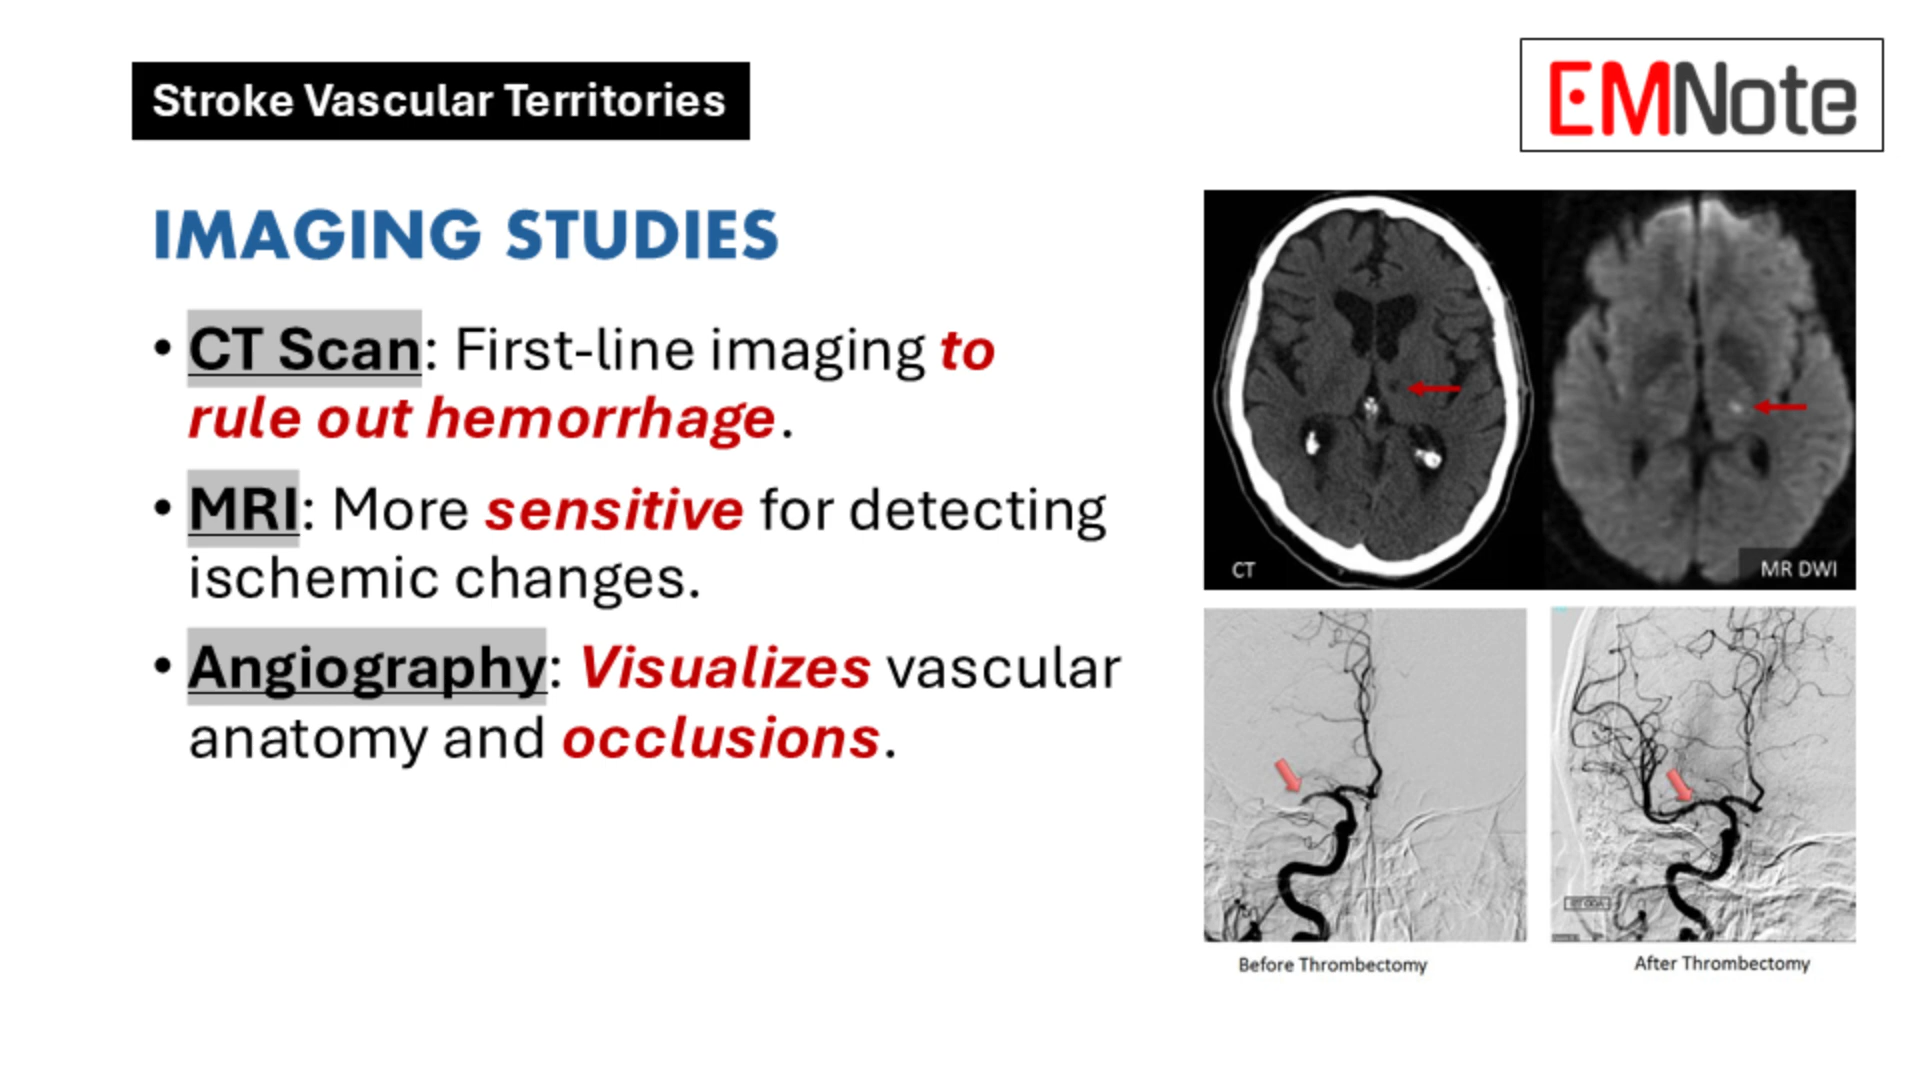 Stroke Vascular Territories
EMNote
IMAGING STUDIES
• CT Scan: First-line imaging to
rule out hemorrhage.
• MRI: More sensitive for detecting
ischemic changes.
• Angiography: Visualizes vascular
anatomy and occlusions.
CT
MR DWI
Before Thrombectomy
After Thrombectomy